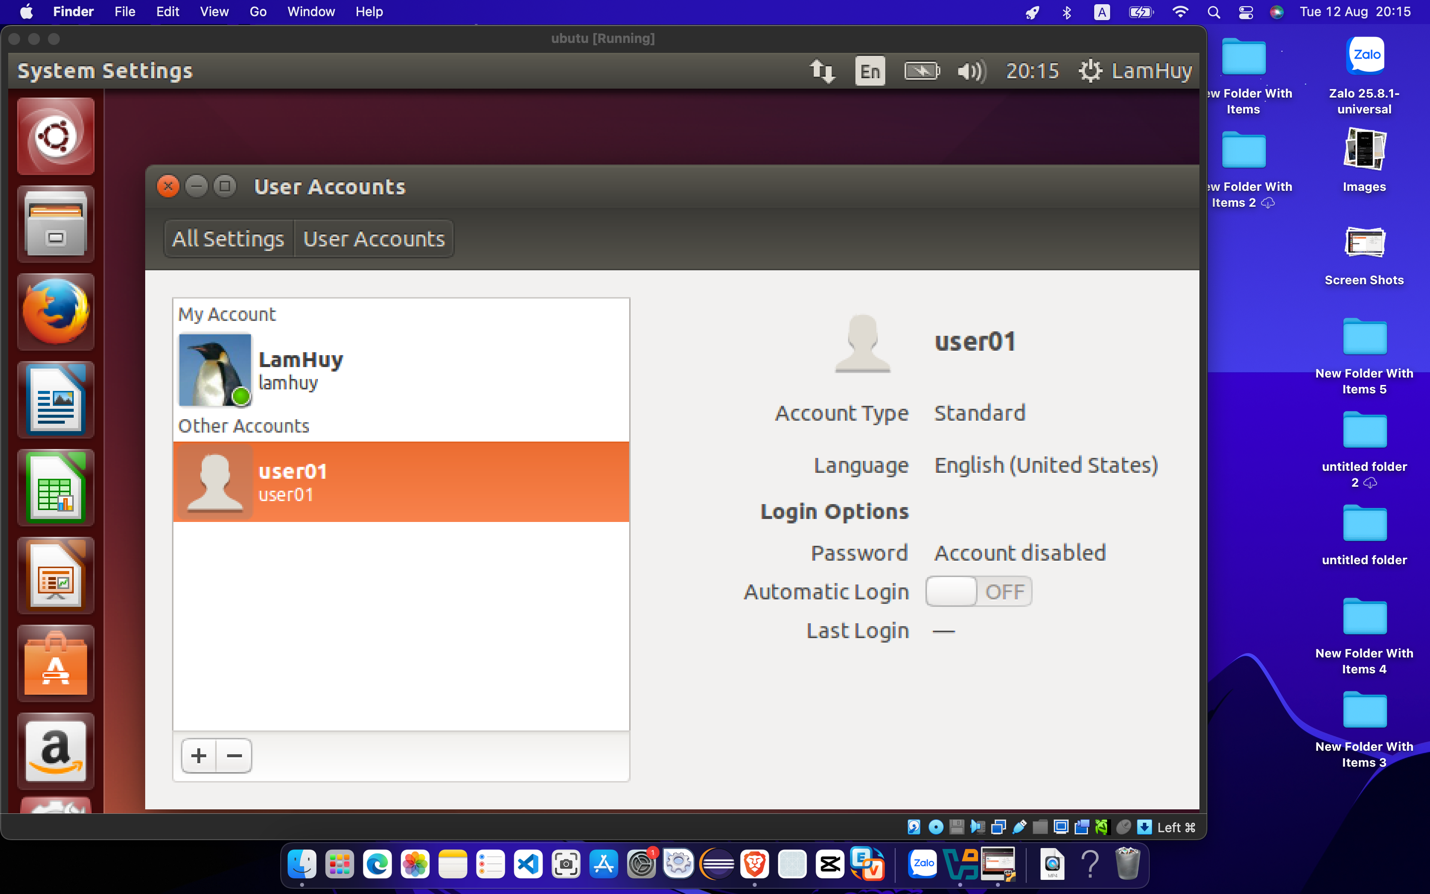 Finder File Edit View Go Window Help
A
Tue 12 Aug 20:15
ubutu [Running]
System Settings
En
20:15
LamHuy
User Accounts
All Settings
User Accounts
My Account
LamHuy
lamhuy
Other Accounts
user01
user01
user01
Account Type Standard
Language English (United States)
Login Options
Password Account disabled
Automatic Login OFF
Last Login —
+ −
Left ⌘
ew Folder With
Items
Zalo
Zalo 25.8.1-
universal
ew Folder With
Items 2
Images
Screen Shots
New Folder With
Items 5
untitled folder
2
untitled folder
New Folder With
Items 4
New Folder With
Items 3
1
Zalo